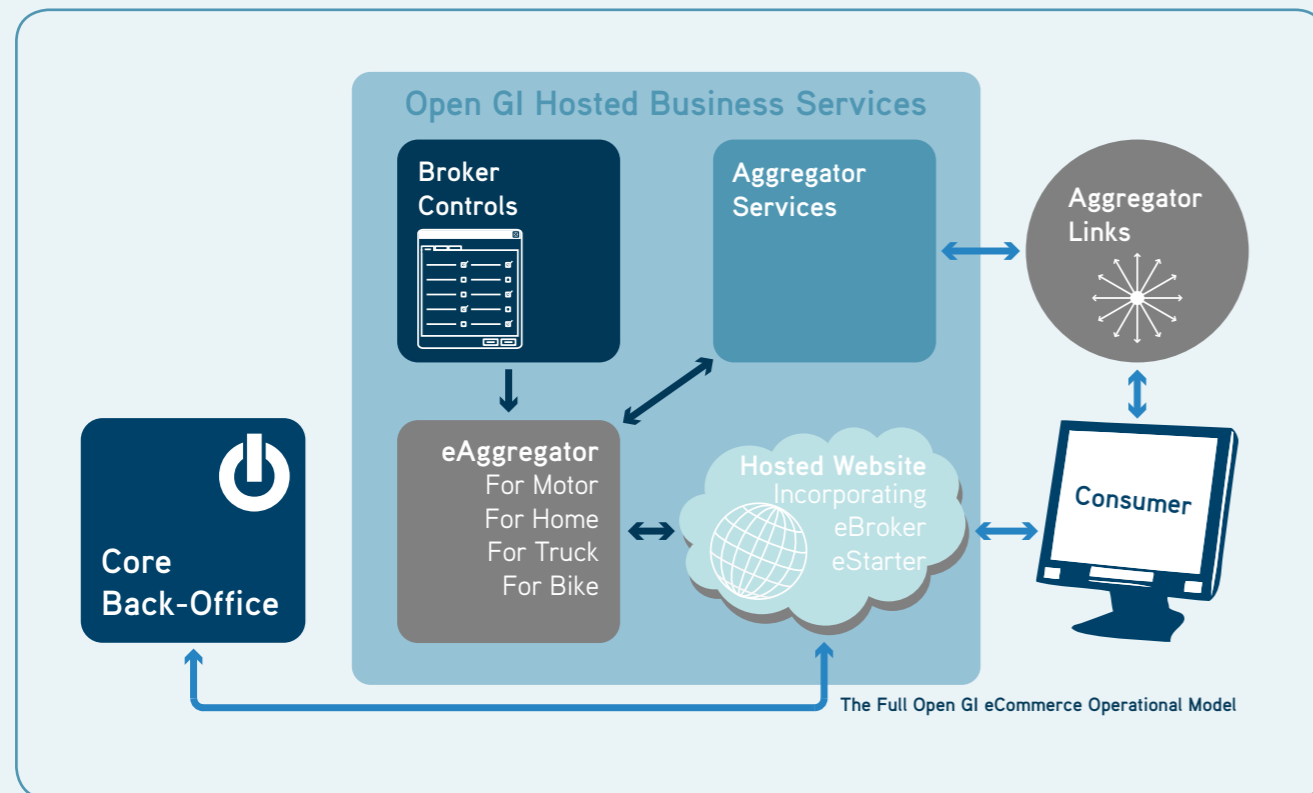 Open GI Hosted Business Services
Broker
Controls
Aggregator
Services
Aggregator
Links
Core
Back-Office
eAggregator
For Motor
For Home
For Truck
For Bike
Hosted Website
Incorporating
eBroker
eStarter
Consumer
The Full Open GI eCommerce Operational Model